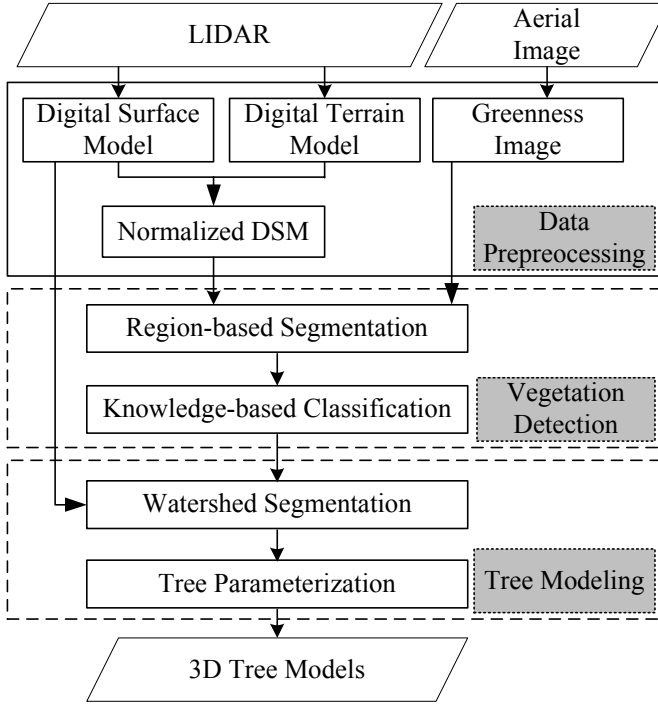 LIDAR
Aerial
Image
Digital Surface
Model
Digital Terrain
Model
Greenness
Image
Normalized DSM
Data
Prepreocessing
Region-based Segmentation
Knowledge-based Classification
Vegetation
Detection
Watershed Segmentation
Tree Parameterization
Tree Modeling
3D Tree Models